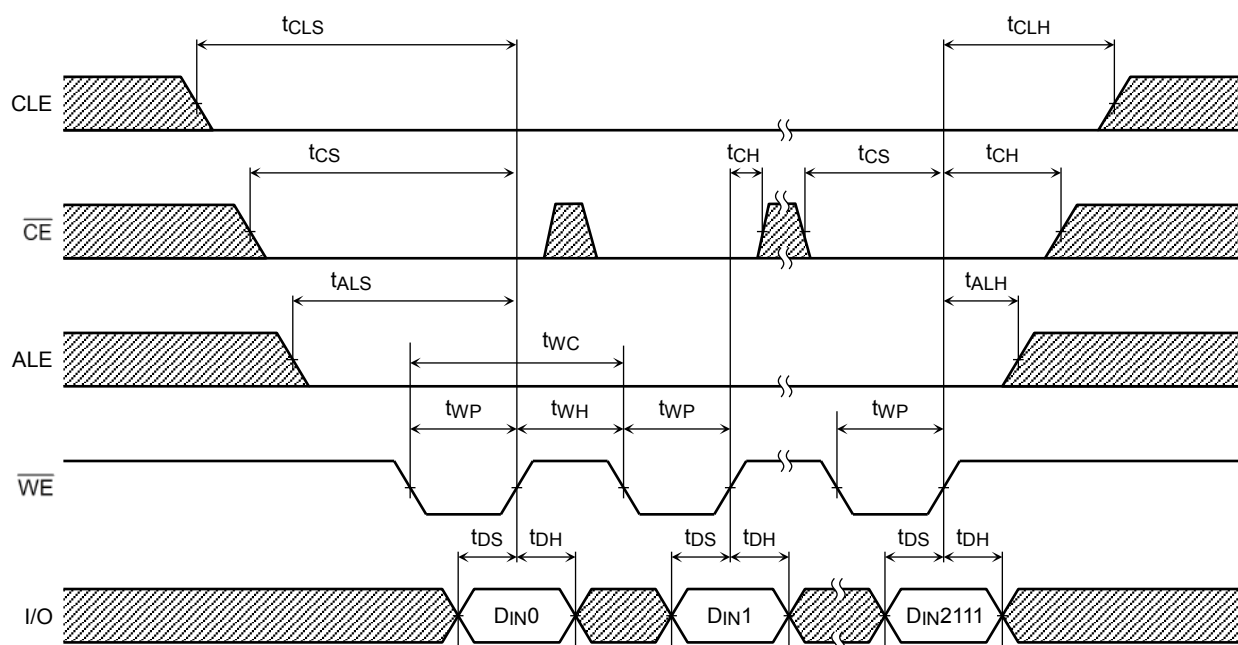 tCLS tCLH
CLE
tCS tCH tCS tCH
CE
tALS tALH
ALE
tWC
tWP tWH tWP tWP
WE
tDS tDH tDS tDH tDS tDH
I/O DIN0 DIN1 DIN2111